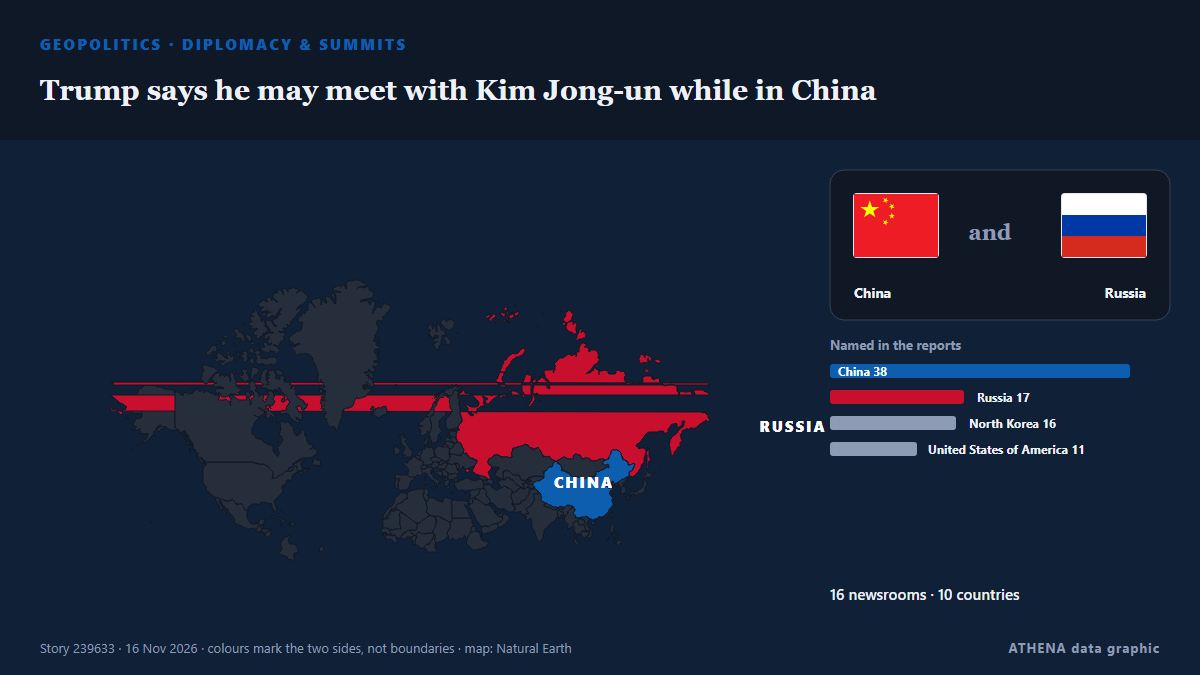 GEOPOLITICS · DIPLOMACY & SUMMITS
Trump says he may meet with Kim Jong-un while in China
and
China
Russia
Named in the reports
China 38
Russia 17
North Korea 16
United States of America 11
RUSSIA
CHINA
16 newsrooms · 10 countries
Story 239633 · 16 Nov 2026 · colours mark the two sides, not boundaries · map: Natural Earth
ATHENA data graphic